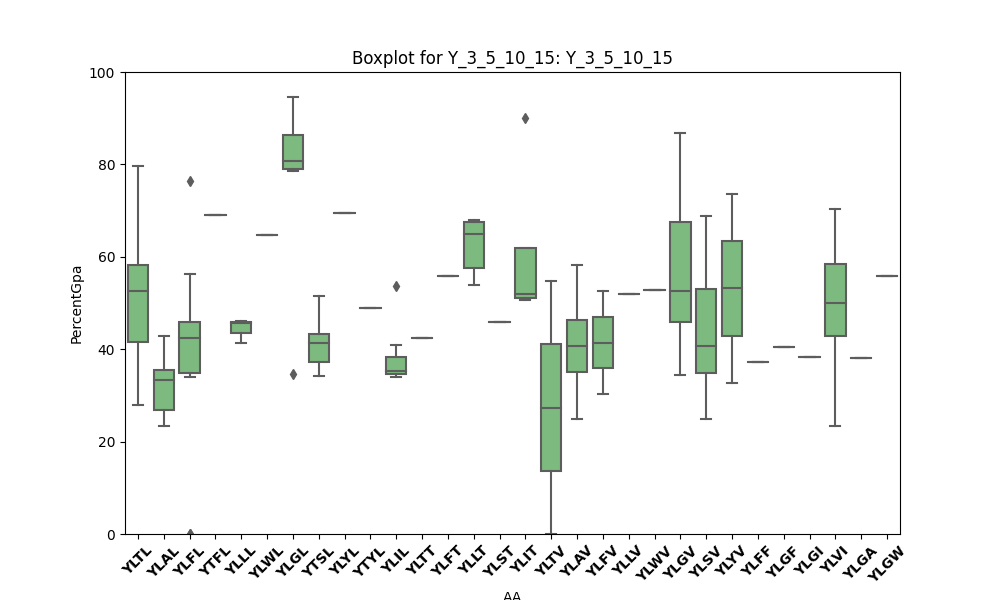 Boxplot for Y_3_5_10_15: Y_3_5_10_15
100
80
60
40
20
0
PercentGpa
YLTL YLAL YLFL YTFL YLLL YLWL YLGL YTSL YLYL YTYL YLIL YLTT YLFT YLLT YLST YLIT YLTV YLAV YLFV YLLV YLWV YLGV YLSV YLYV YLFF YLGF YLGI YLVI YLGA YLGW
AA